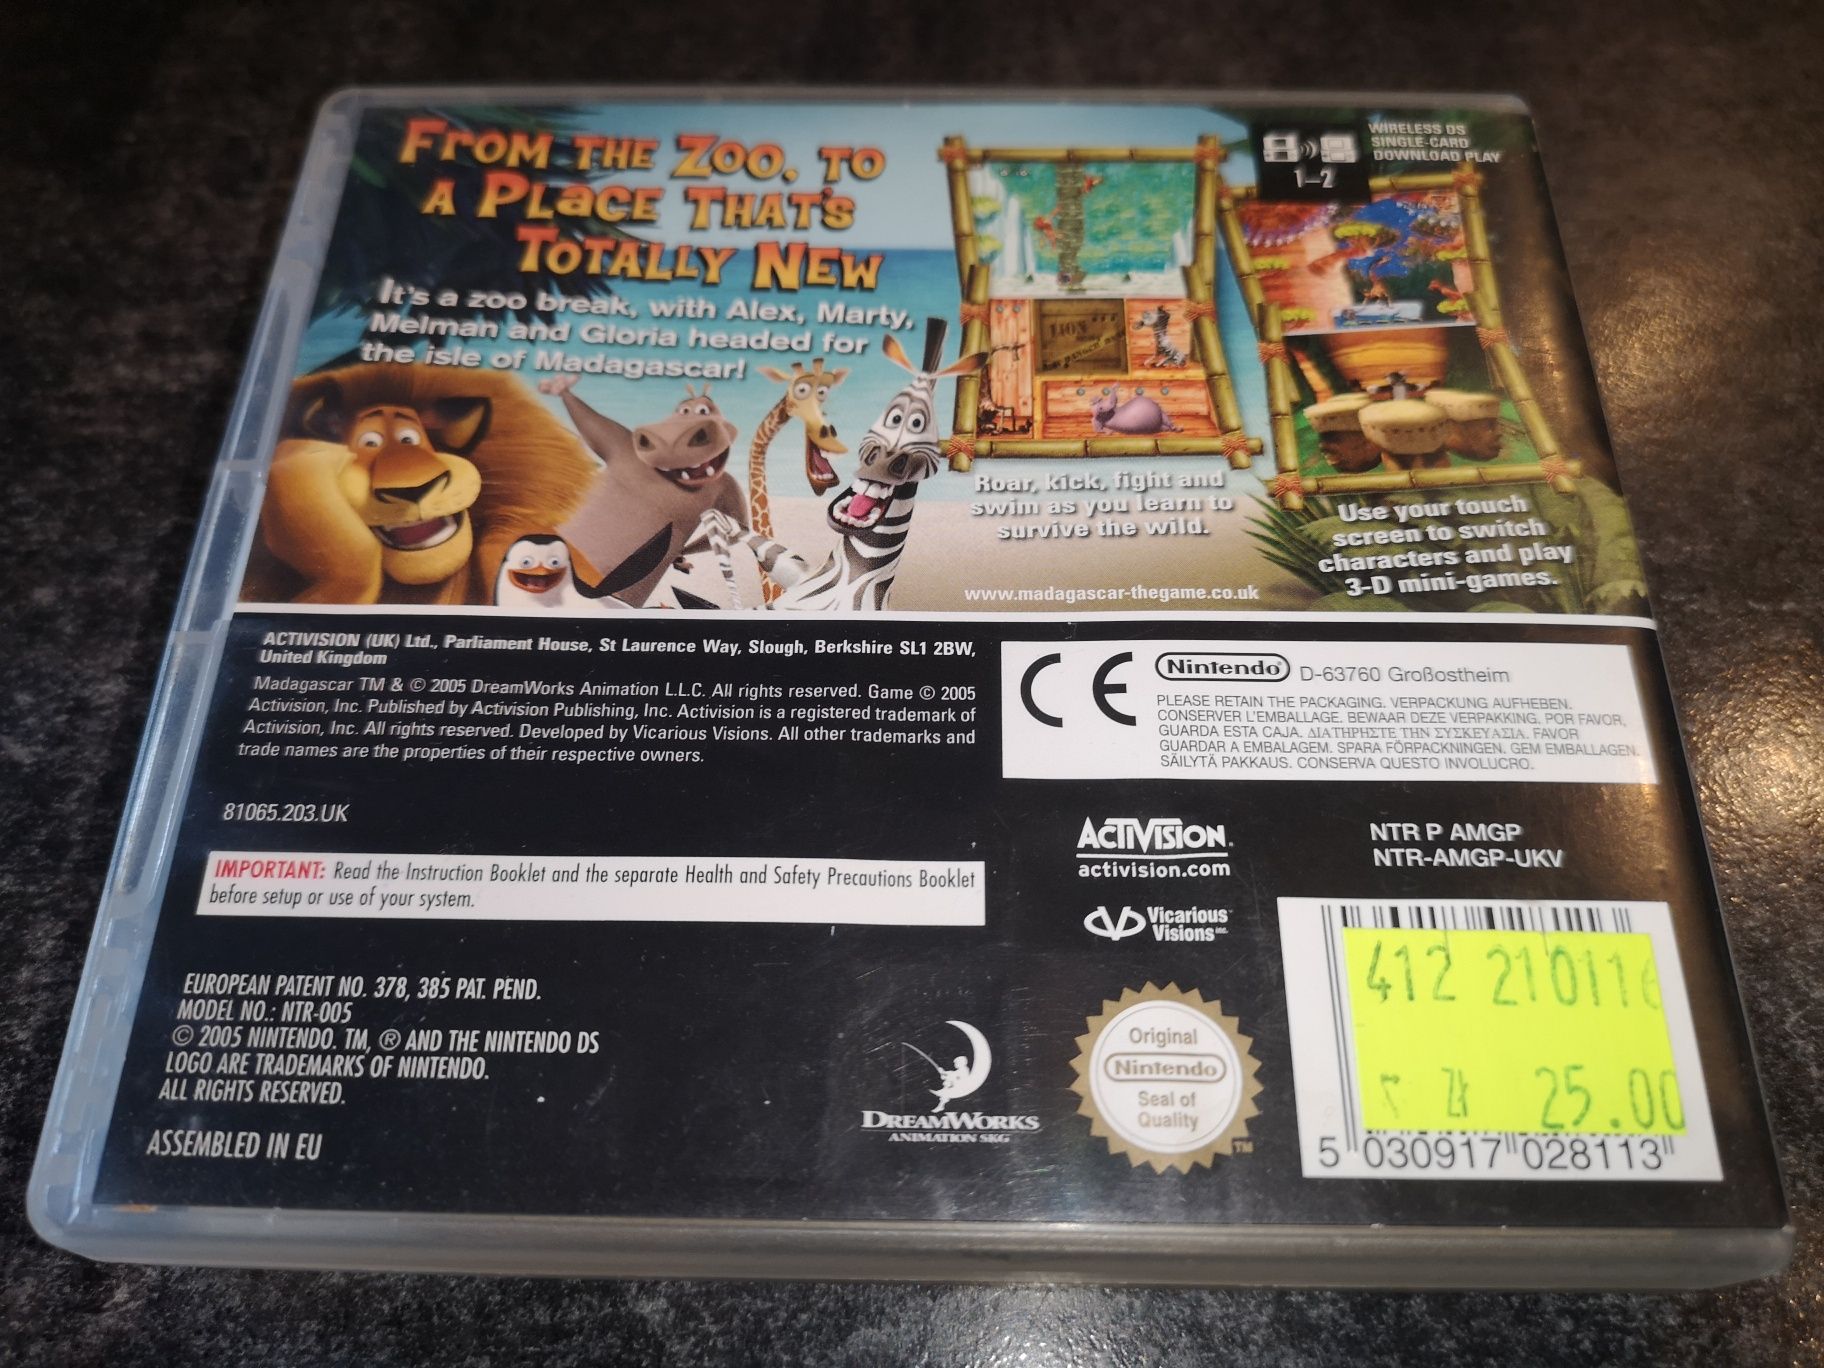 FROM THE ZOO, TO
A PLACE THAT'S
TOTALLY NEW
It's a zoo break, with Alex, Marty,
Melman and Gloria headed for
the isle of Madagascar!
WIRELESS DS
SINGLE-CARD
DOWNLOAD PLAY
1–2
LION
Roar, kick, fight and
swim as you learn to
survive the wild.
Use your touch
screen to switch
characters and play
3-D mini-games.
www.madagascar-thegame.co.uk
ACTIVISION (UK) Ltd., Parliament House, St Laurence Way, Slough, Berkshire SL1 2BW,
United Kingdom
Madagascar TM & © 2005 DreamWorks Animation L.L.C. All rights reserved. Game © 2005
Activision, Inc. Published by Activision Publishing, Inc. Activision is a registered trademark of
Activision, Inc. All rights reserved. Developed by Vicarious Visions. All other trademarks and
trade names are the properties of their respective owners.
81065.203.UK
IMPORTANT: Read the Instruction Booklet and the separate Health and Safety Precautions Booklet
before setup or use of your system.
EUROPEAN PATENT NO. 378, 385 PAT. PEND.
MODEL NO.: NTR-005
© 2005 NINTENDO. TM, ® AND THE NINTENDO DS
LOGO ARE TRADEMARKS OF NINTENDO.
ALL RIGHTS RESERVED.
ASSEMBLED IN EU
CE
Nintendo® D-63760 Großostheim
PLEASE RETAIN THE PACKAGING. VERPACKUNG AUFHEBEN.
CONSERVER L'EMBALLAGE. BEWAAR DEZE VERPAKKING. POR FAVOR,
GUARDA ESTA CAJA. ΔΙΑΤΗΡΗΣΤΕ ΤΗΝ ΣΥΣΚΕΥΑΣΙΑ. FAVOR
GUARDAR A EMBALAGEM. SPARA FÖRPACKNINGEN. GEM EMBALLAGEN.
SÄILYTÄ PAKKAUS. CONSERVA QUESTO INVOLUCRO.
ACTIVISION.
activision.com
NTR P AMGP
NTR-AMGP-UKV
Vicarious
Visions inc.
DREAMWORKS
ANIMATION SKG
Original
Nintendo
Seal of
Quality
TM
412 210116
zł 25.00
5 030917 028113